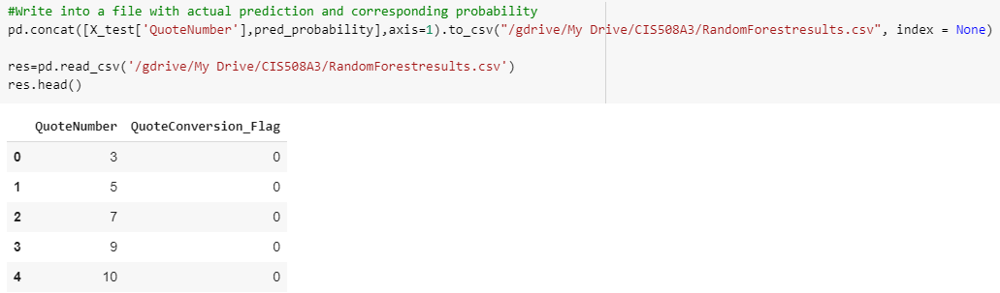 #Write into a file with actual prediction and corresponding probability
pd.concat([X_test['QuoteNumber'],pred_probability],axis=1).to_csv("/gdrive/My Drive/CIS508A3/RandomForestresults.csv", index = None)
res=pd.read_csv('/gdrive/My Drive/CIS508A3/RandomForestresults.csv')
res.head()
QuoteNumber QuoteConversion_Flag
0 3 0
1 5 0
2 7 0
3 9 0
4 10 0